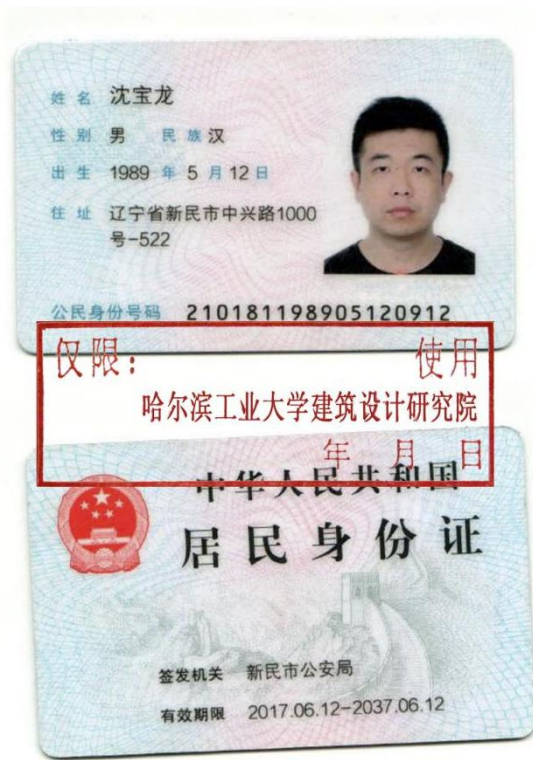 姓名 沈宝龙
性别 男 民族 汉
出生 1989 年 5 月 12 日
住址 辽宁省新民市中兴路1000
号-522
公民身份号码 210181198905120912
仅限： 使用
哈尔滨工业大学建筑设计研究院
年 月 日
中华人民共和国
居民身份证
签发机关 新民市公安局
有效期限 2017.06.12-2037.06.12